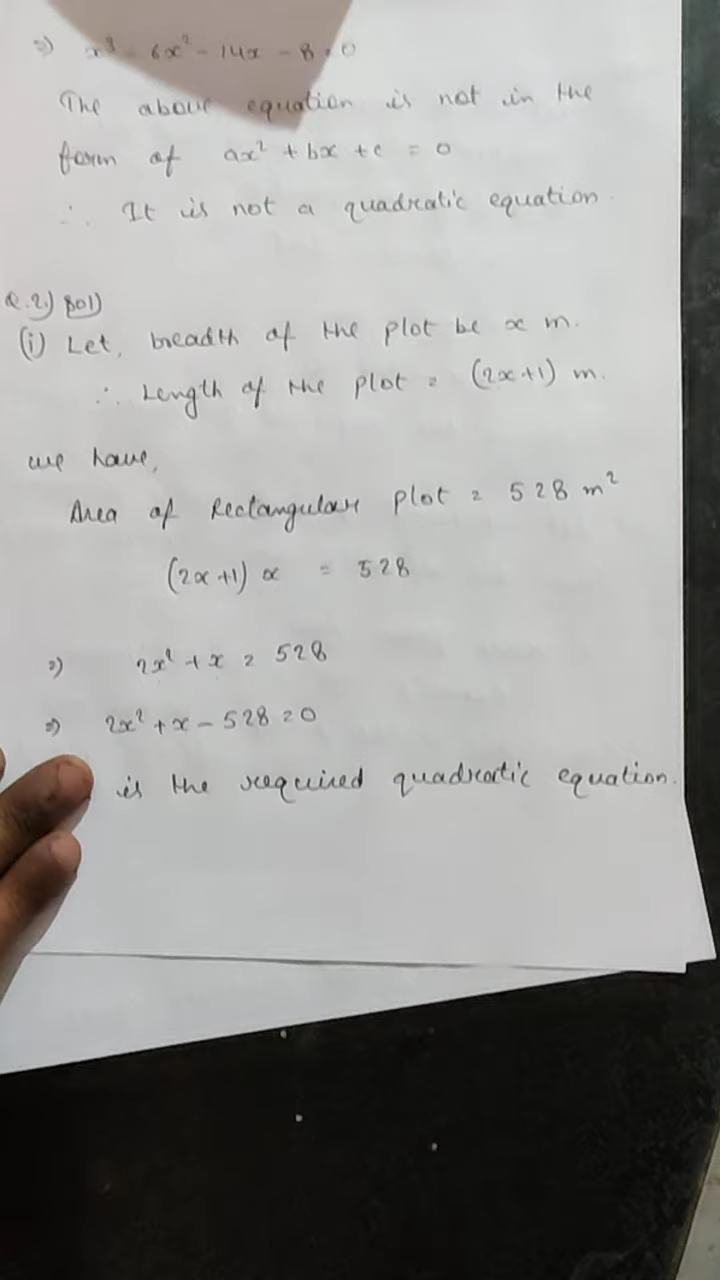 ⇒) x³ - 6x² - 14x - 8 = 0
The above equation is not in the
form of ax² + bx + c = 0
∴ It is not a quadratic equation.
Q.2.) Sol)
(i) Let, breadth of the plot be x m.
∴ Length of the plot = (2x+1) m.
we have,
Area of Rectangular plot = 528 m²
(2x+1) x = 528
⇒) 2x² + x = 528
⇒) 2x² + x - 528 = 0
is the required quadratic equation.